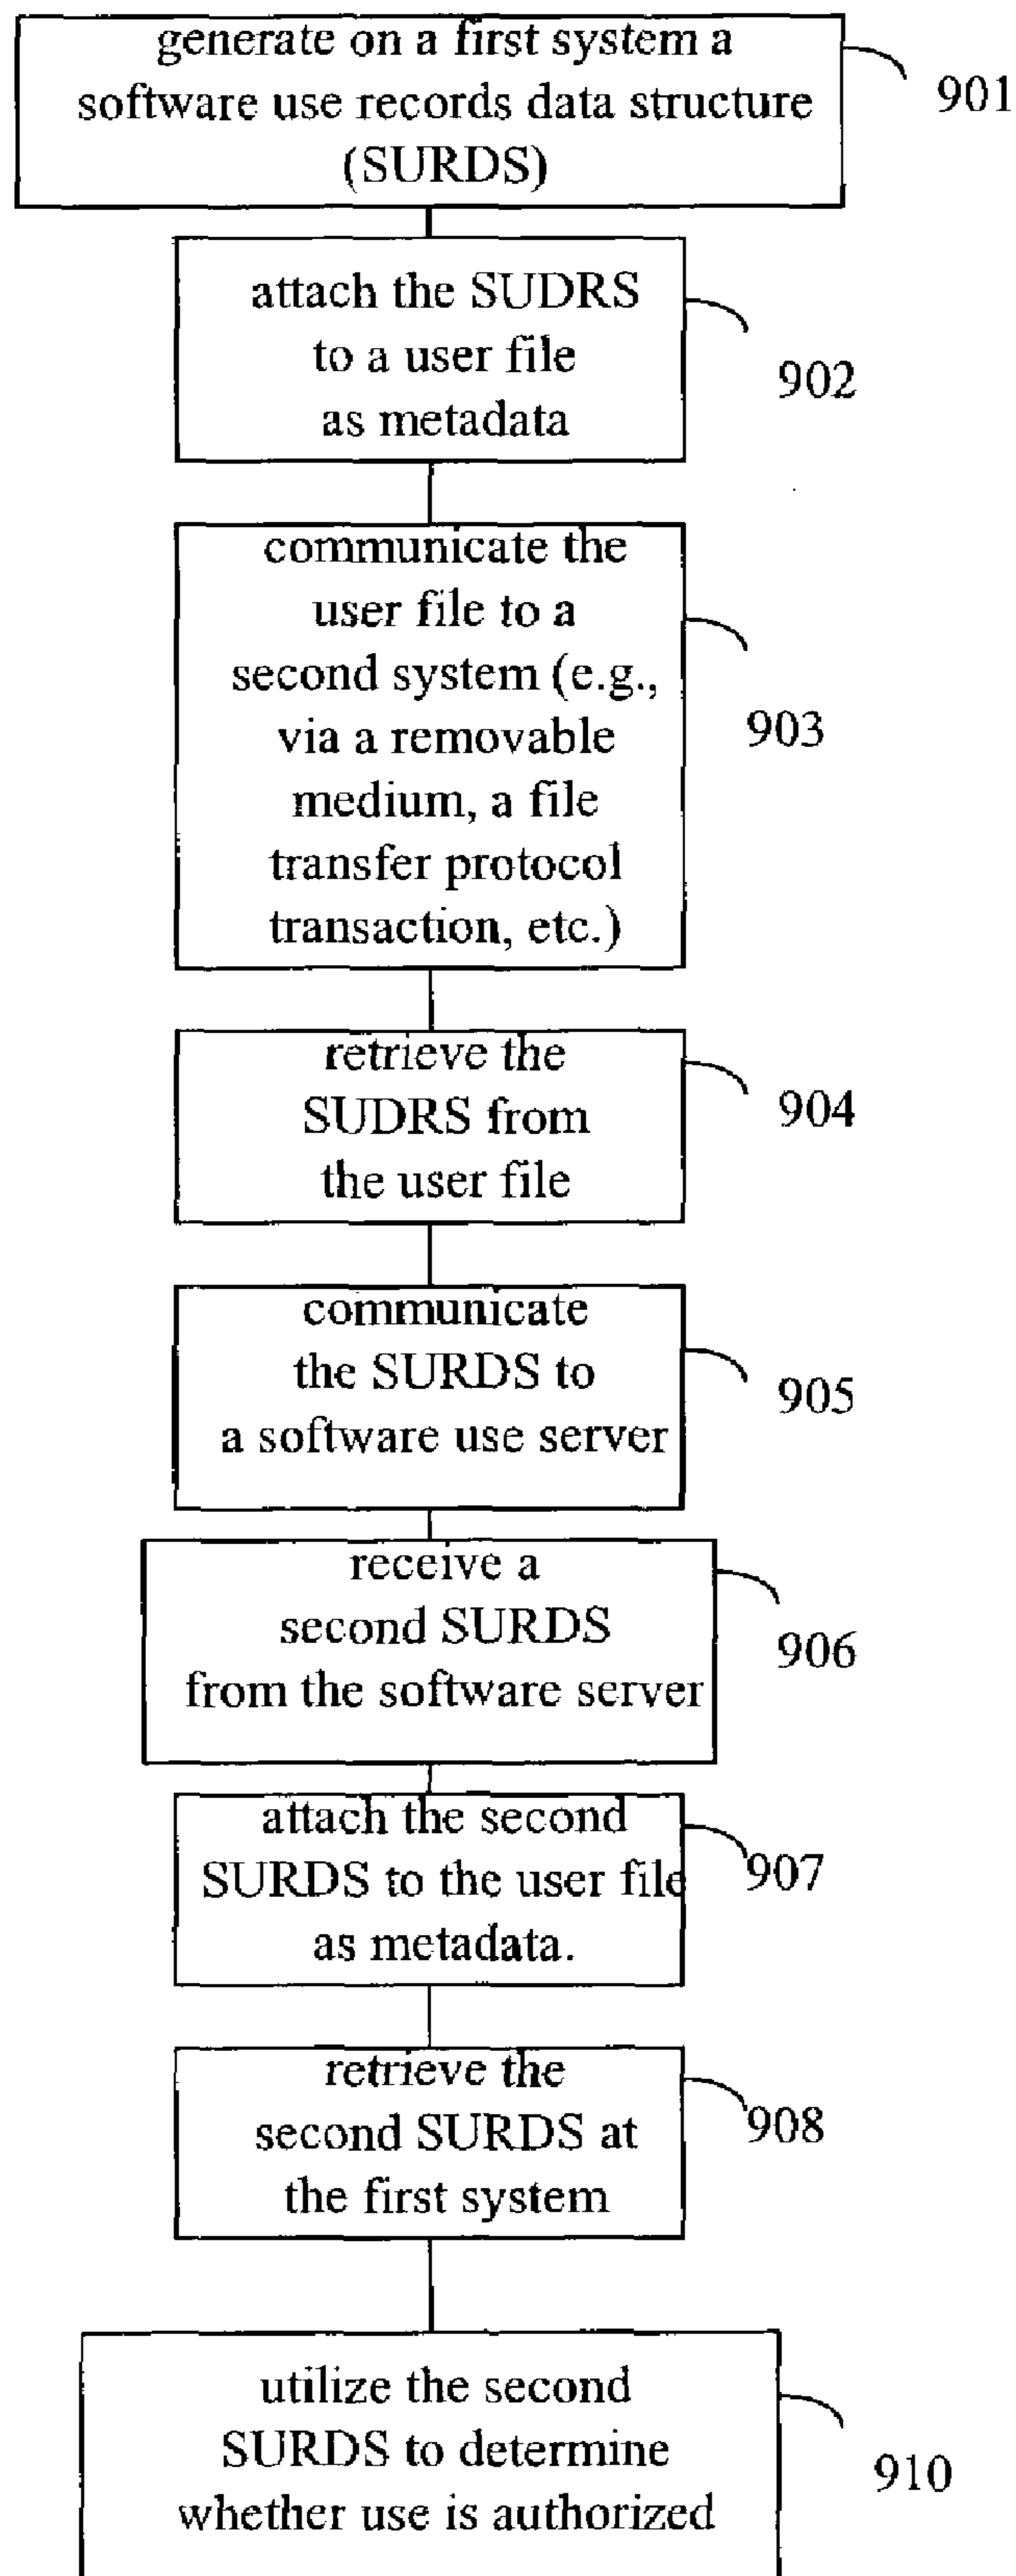 generate on a first system a
software use records data structure
(SURDS)
901
attach the SUDRS
to a user file
as metadata
902
communicate the
user file to a
second system (e.g.,
via a removable
medium, a file
transfer protocol
transaction, etc.)
903
retrieve the
SUDRS from
the user file
904
communicate
the SURDS to
a software use server
905
receive a
second SURDS
from the software server
906
attach the second
SURDS to the user file
as metadata.
907
retrieve the
second SURDS at
the first system
908
utilize the second
SURDS to determine
whether use is authorized
910